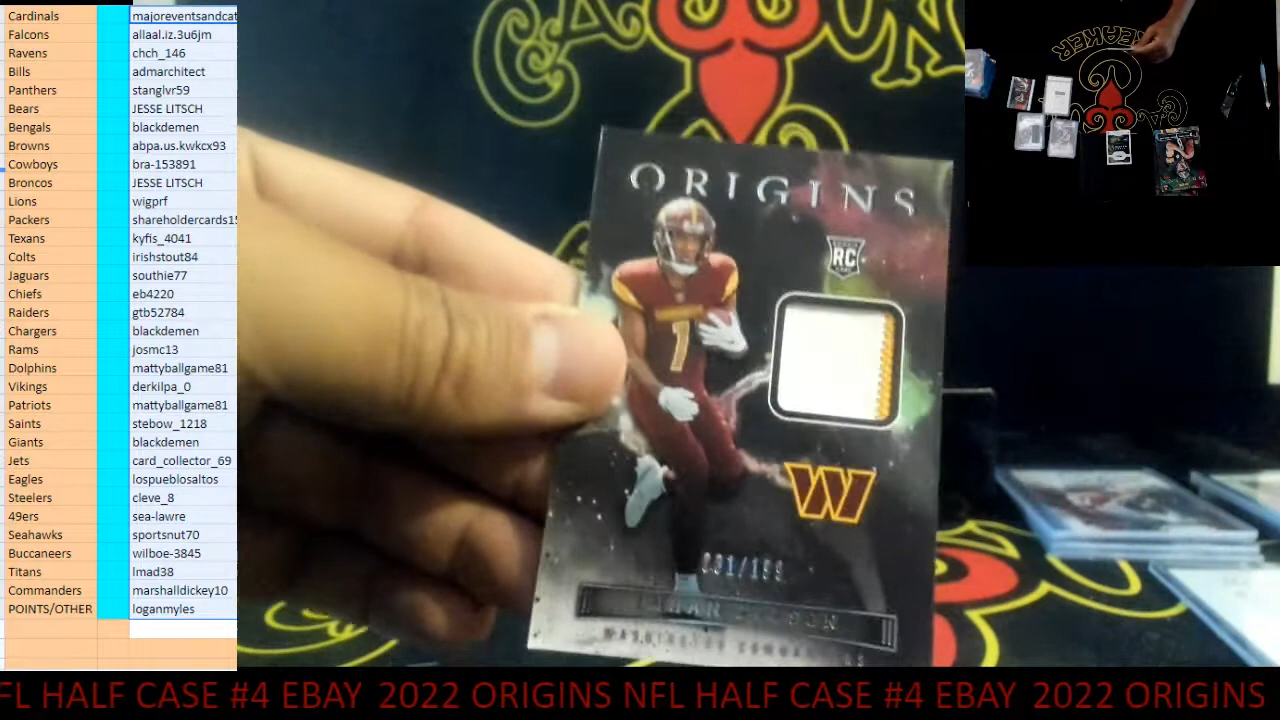 Cardinals majoreventsandcat
Falcons allaal.iz.3u6jm
Ravens chch_146
Bills admarchitect
Panthers stanglvr59
Bears JESSE LITSCH
Bengals blackdemen
Browns abpa.us.kwkcx93
Cowboys bra-153891
Broncos JESSE LITSCH
Lions wigprf
Packers shareholdercards15
Texans kyfis_4041
Colts irishstout84
Jaguars southie77
Chiefs eb4220
Raiders gtb52784
Chargers blackdemen
Rams josmc13
Dolphins mattyballgame81
Vikings derkilpa_0
Patriots mattyballgame81
Saints stebow_1218
Giants blackdemen
Jets card_collector_69
Eagles lospueblosaltos
Steelers cleve_8
49ers sea-lawre
Seahawks sportsnut70
Buccaneers wilboe-3845
Titans lmad38
Commanders marshalldickey10
POINTS/OTHER loganmyles
ORIGINS
RC
1
W
WASHINGTON COMMANDERS
FL HALF CASE #4 EBAY 2022 ORIGINS NFL HALF CASE #4 EBAY 2022 ORIGINS